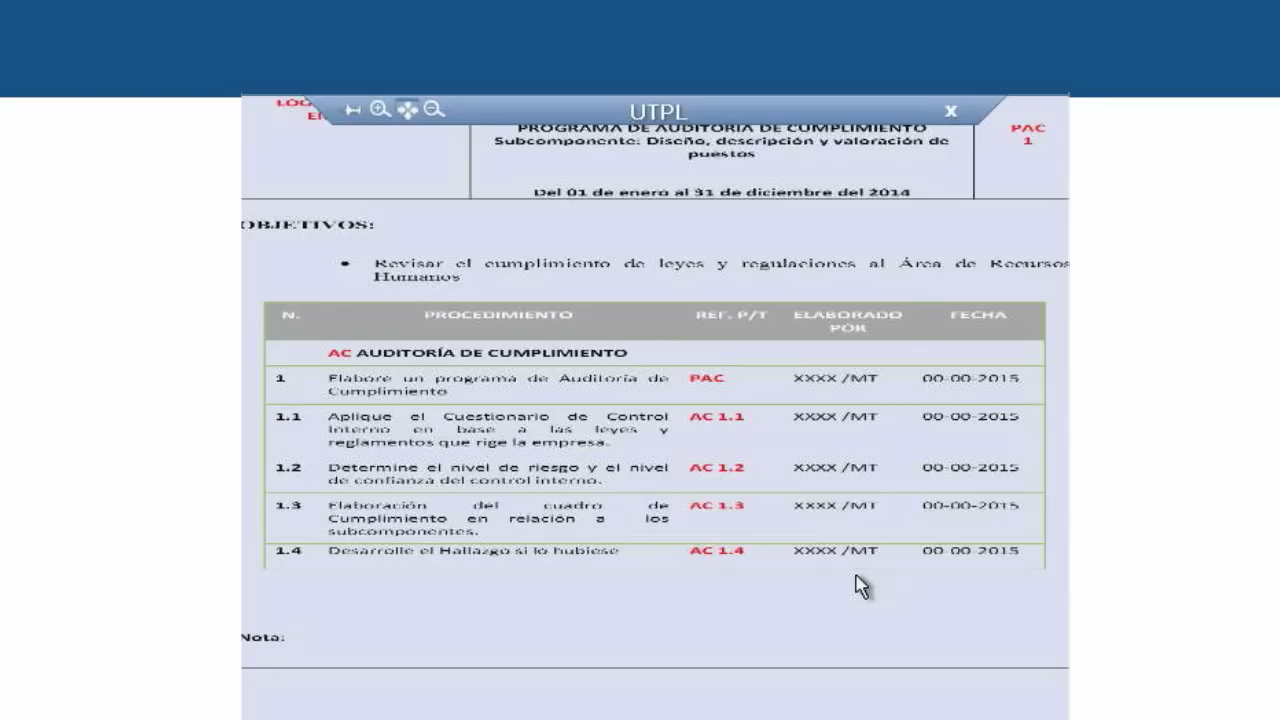 UTPL
X
PROGRAMA DE AUDITORÍA DE CUMPLIMIENTO
Subcomponente: Diseño, descripción y valoración de
puestos
Del 01 de enero al 31 de diciembre del 2014
PAC
1
OBJETIVOS:
• Revisar el cumplimiento de leyes y regulaciones al Área de Recursos
Humanos
N. PROCEDIMIENTO REF. P/T ELABORADO POR FECHA
AC AUDITORÍA DE CUMPLIMIENTO
1 Elabore un programa de Auditoría de PAC XXXX /MT 00-00-2015
Cumplimiento
1.1 Aplique el Cuestionario de Control AC 1.1 XXXX /MT 00-00-2015
Interno en base a las leyes y
reglamentos que rige la empresa.
1.2 Determine el nivel de riesgo y el nivel AC 1.2 XXXX /MT 00-00-2015
de confianza del control interno.
1.3 Elaboración del cuadro de AC 1.3 XXXX /MT 00-00-2015
Cumplimiento en relación a los
subcomponentes.
1.4 Desarrolle el Hallazgo si lo hubiese AC 1.4 XXXX /MT 00-00-2015
Nota: